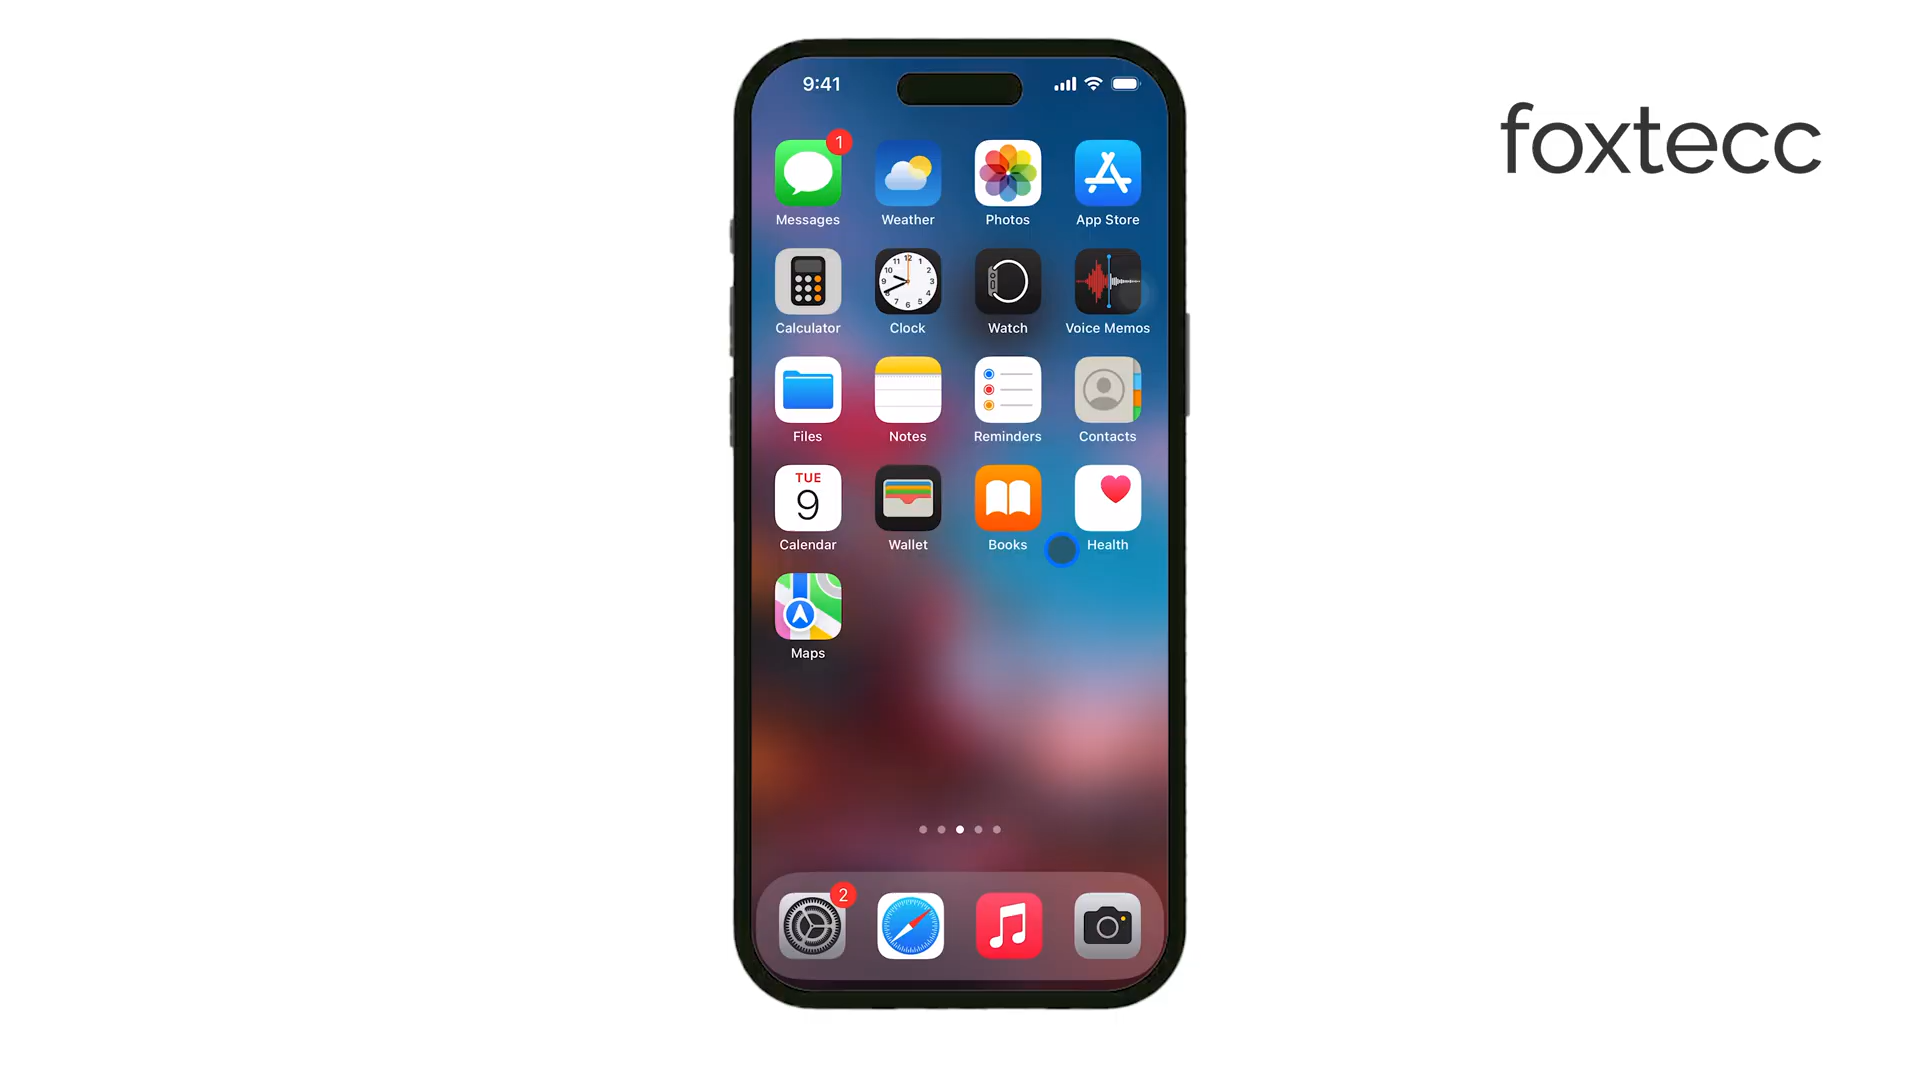 9:41
foxtecc
1
Messages Weather Photos App Store
Calculator Clock Watch Voice Memos
Files Notes Reminders Contacts
TUE
9
Calendar Wallet Books Health
Maps
2